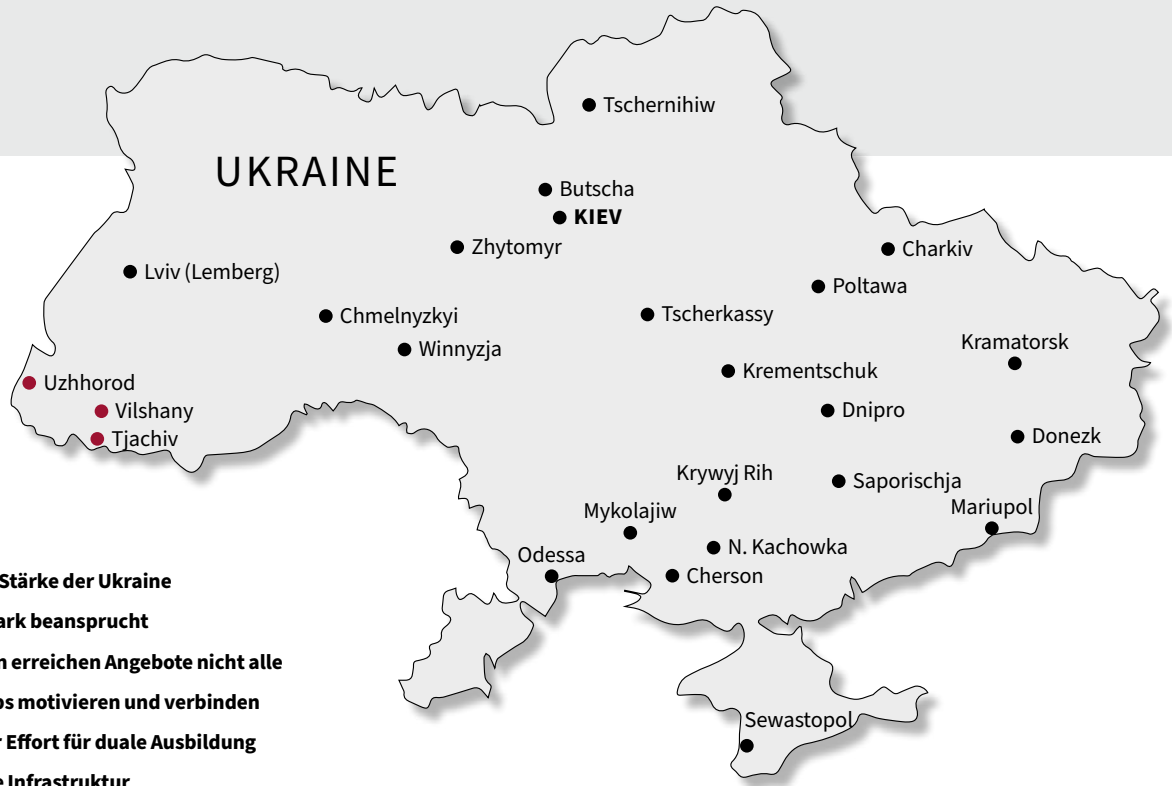 Tschernihiw
UKRAINE
Butscha
KIEV
Zhytomyr
Charkiv
Lviv (Lemberg)
Poltawa
Chmelnyzkyi
Tscherkassy
Kramatorsk
Winnyzja
Krementschuk
Uzhhorod
Vilshany
Dnipro
Tjachiv
Donezk
Krywyj Rih
Saporischja
Mykolajiw
Mariupol
N. Kachowka
Odessa
Cherson
Stärke der Ukraine
ark beansprucht
n erreichen Angebote nicht alle
os motivieren und verbinden
r Effort für duale Ausbildung
Sewastopol
e Infrastruktur